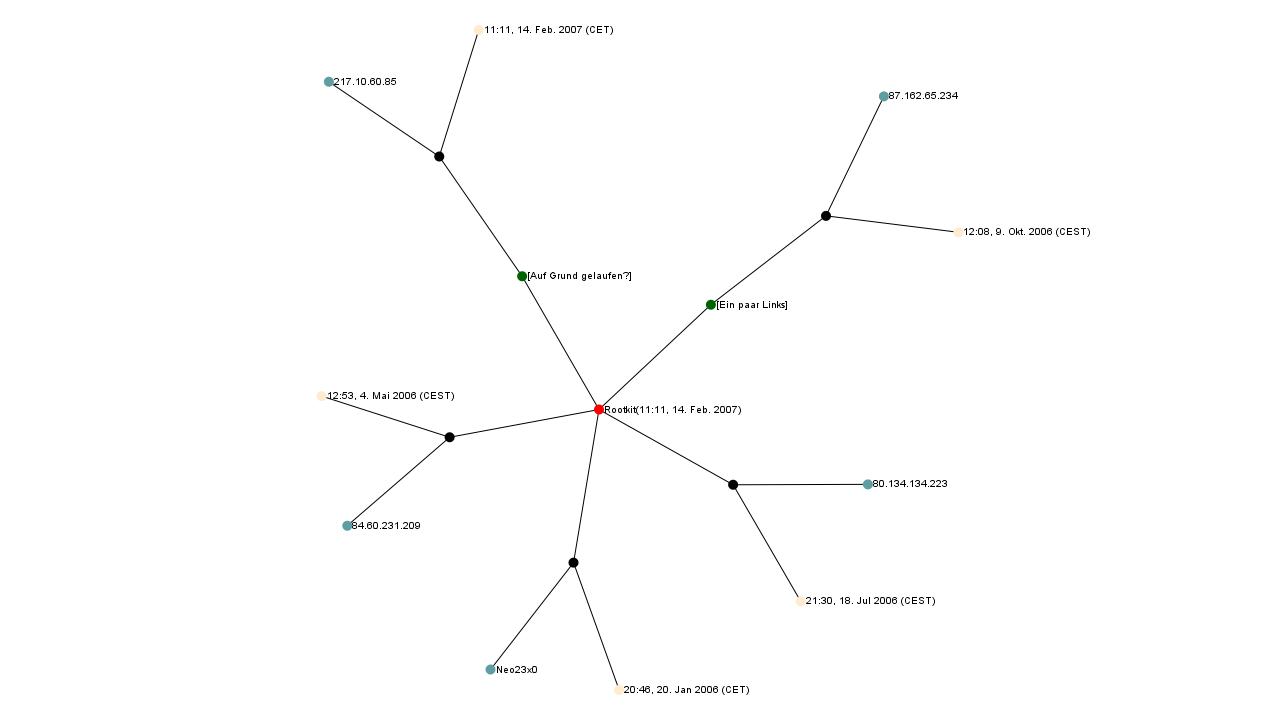 11:11, 14. Feb. 2007 (CET)
217.10.60.85
87.162.65.234
12:08, 9. Okt. 2006 (CEST)
[Auf Grund gelaufen?]
[Ein paar Links]
12:53, 4. Mai 2006 (CEST)
Rootkit(11:11, 14. Feb. 2007)
80.134.134.223
84.60.231.209
21:30, 18. Jul 2006 (CEST)
Neo23x0
20:46, 20. Jan 2006 (CET)